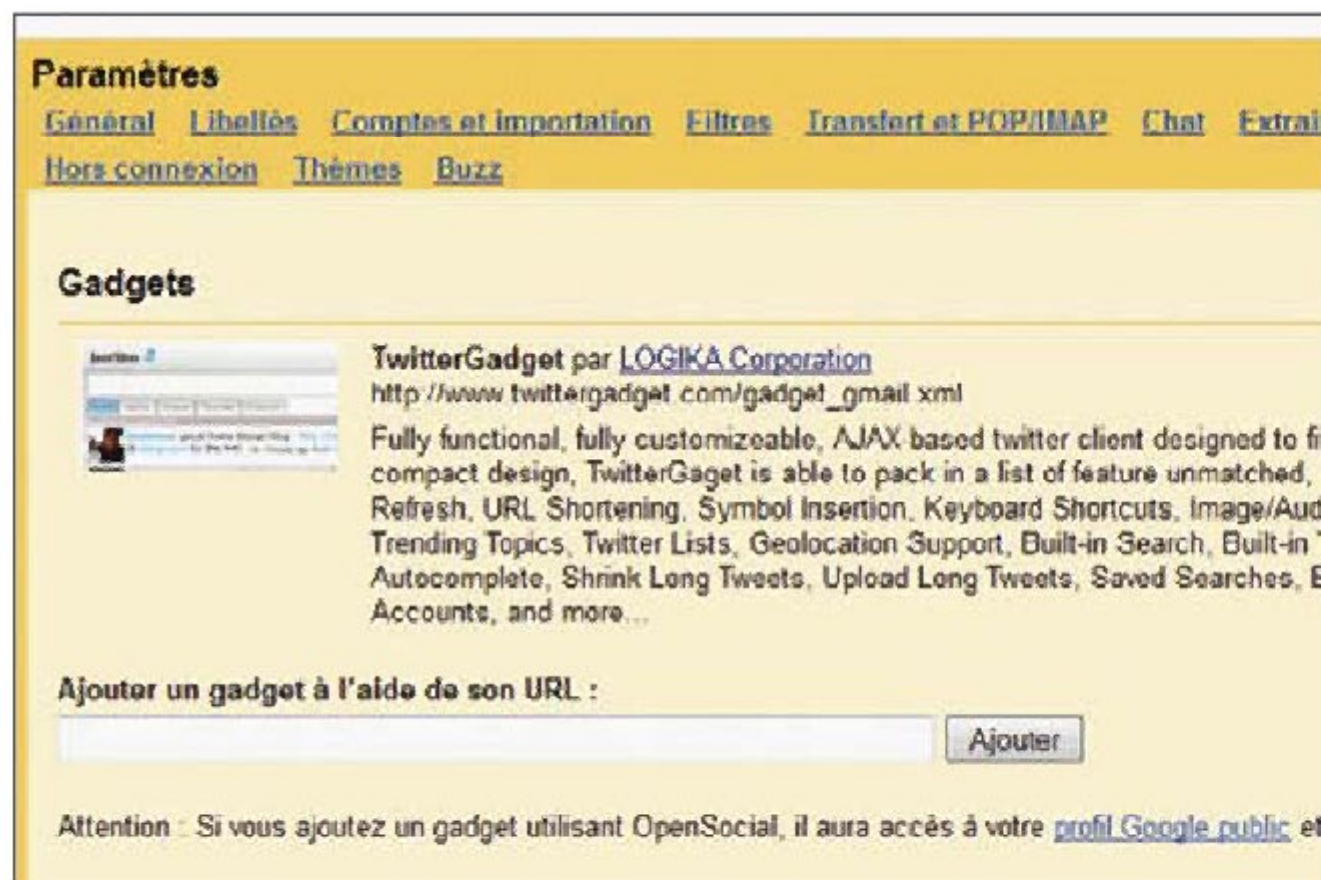 Paramètres
Général Libellés Comptes et importation Filtres Transfert et POP/IMAP Chat Extrai
Hors connexion Thèmes Buzz
Gadgets
TwitterGadget par LOGIKA Corporation
http://www.twittergadget.com/gadget_gmail.xml
Fully functional, fully customizeable, AJAX based twitter client designed to fi
compact design, TwitterGaget is able to pack in a list of feature unmatched,
Refresh, URL Shortening, Symbol Insertion, Keyboard Shortcuts, Image/Aud
Trending Topics, Twitter Lists, Geolocation Support, Built-in Search, Built-in T
Autocomplete, Shrink Long Tweets, Upload Long Tweets, Saved Searches, E
Accounts, and more...
Ajouter un gadget à l'aide de son URL :
Ajouter
Attention : Si vous ajoutez un gadget utilisant OpenSocial, il aura accès à votre profil Google public et